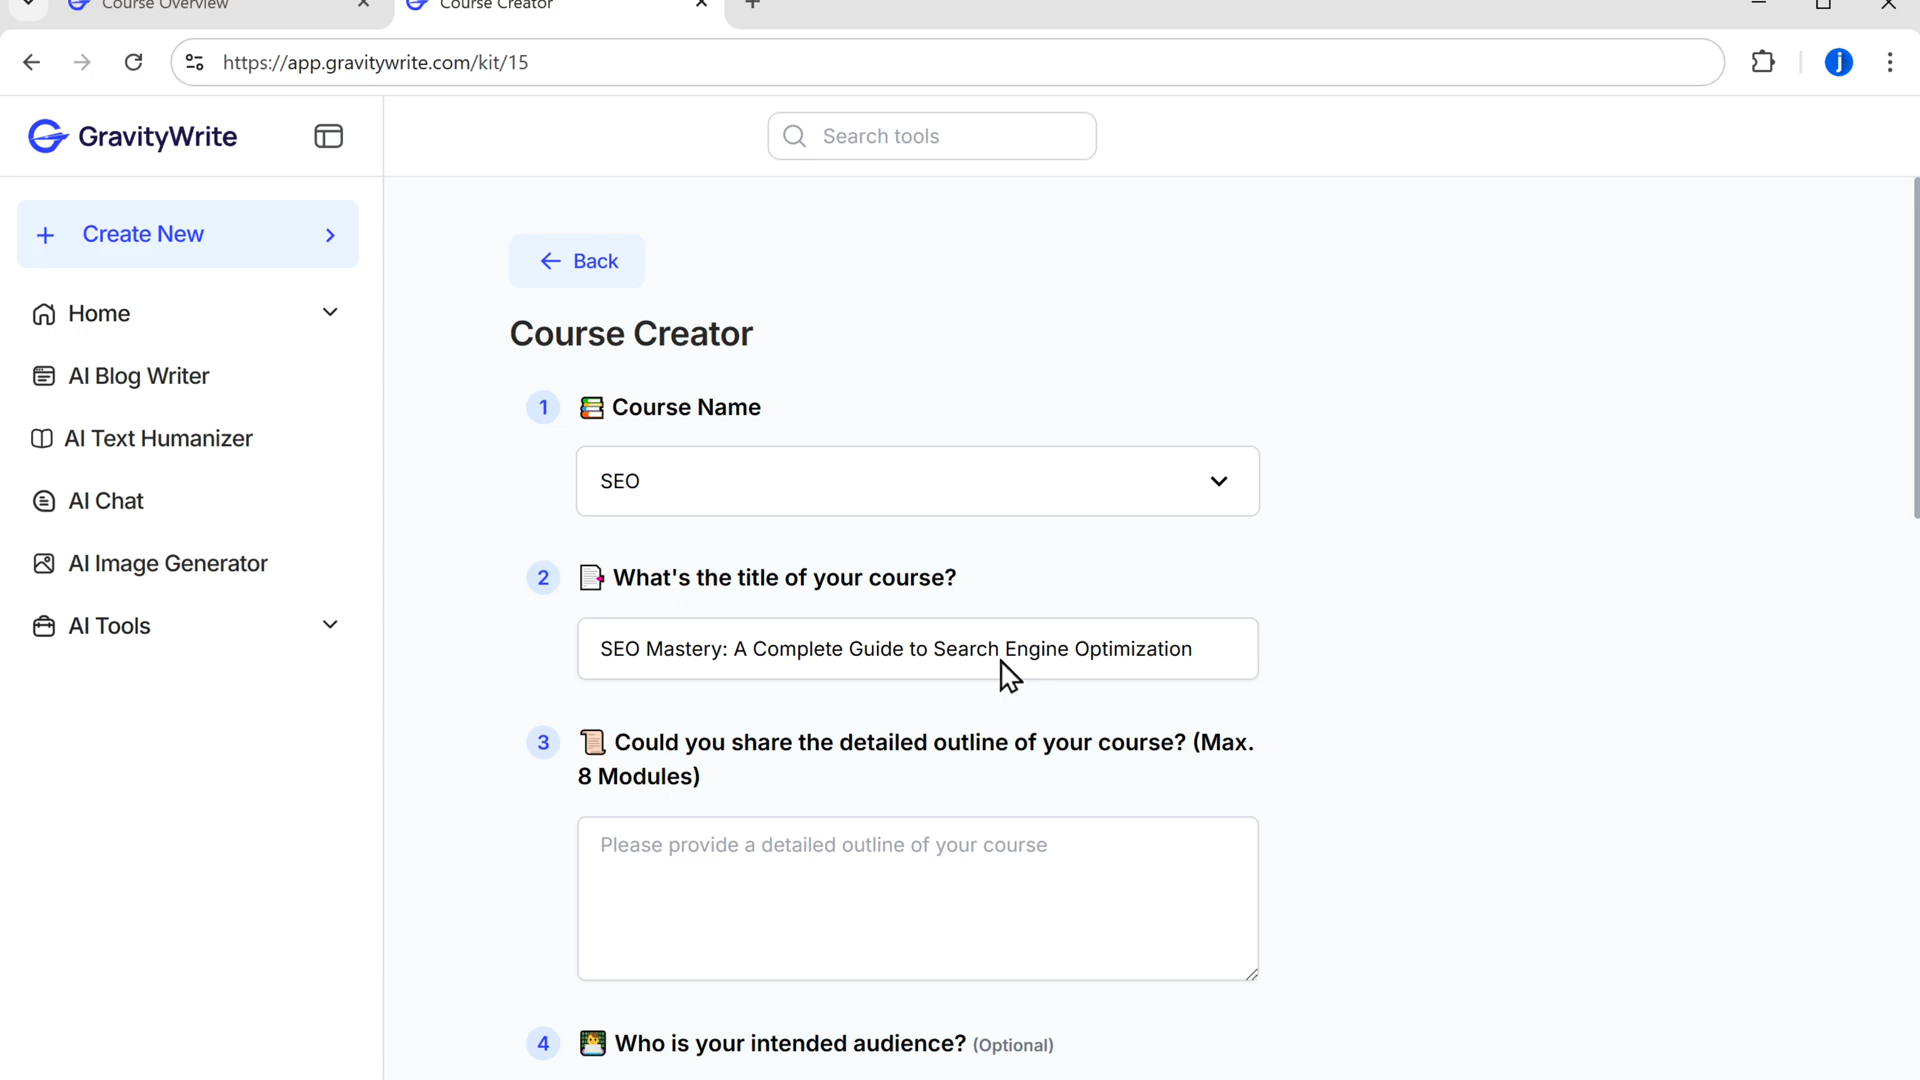 Course Overview
Course Creator
https://app.gravitywrite.com/kit/15
j
GravityWrite
Search tools
Create New
Home
AI Blog Writer
AI Text Humanizer
AI Chat
AI Image Generator
AI Tools
Back
Course Creator
1 Course Name
SEO
2 What's the title of your course?
SEO Mastery: A Complete Guide to Search Engine Optimization
3 Could you share the detailed outline of your course? (Max.
8 Modules)
Please provide a detailed outline of your course
4 Who is your intended audience? (Optional)